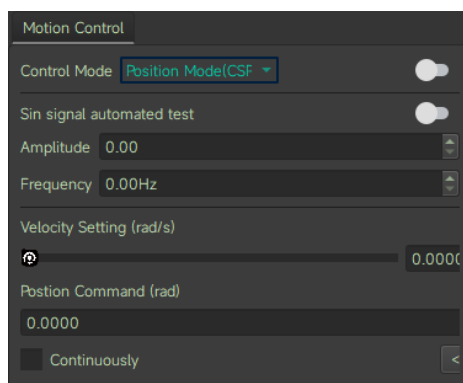 Motion Control
Control Mode Position Mode(CSP
Sin signal automated test
Amplitude 0.00
Frequency 0.00Hz
Velocity Setting (rad/s)
0.0000
Postion Command (rad)
0.0000
Continuously <